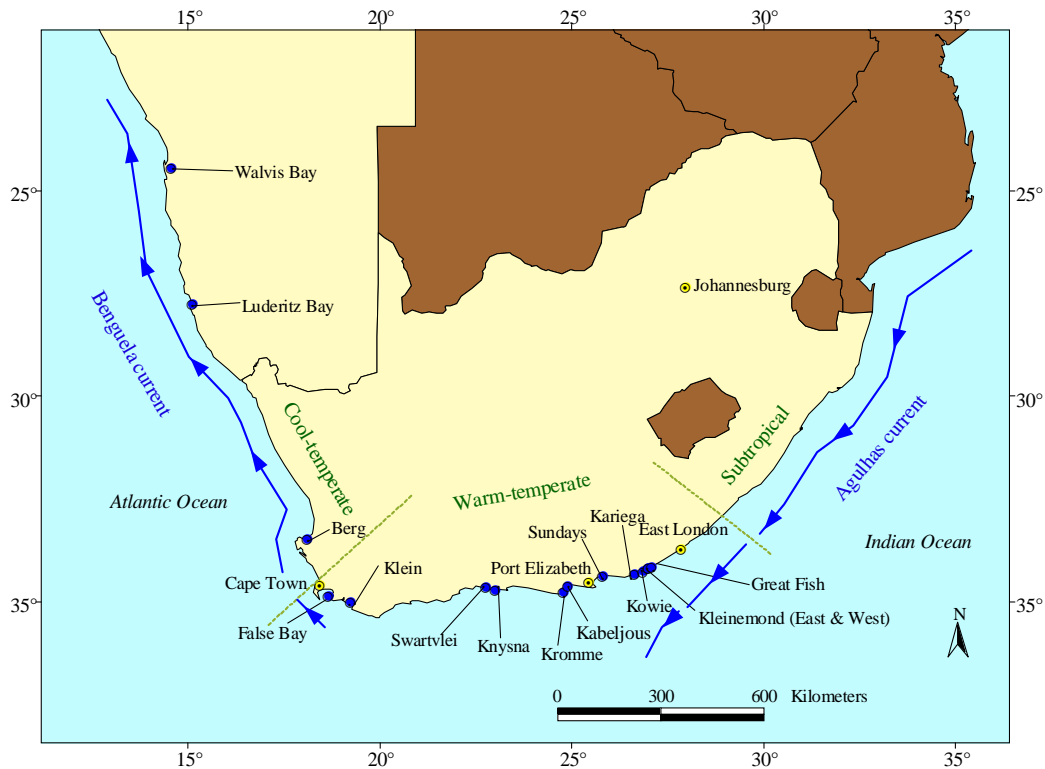 15°
20°
25°
30°
35°
Walvis Bay
25°
25°
Johannesburg
Luderitz Bay
Benguela current
30°
30°
Cool-temperate
Subtropical
Agulhas current
Warm-temperate
Atlantic Ocean
Berg
Kariega
Sundays
East London
Indian Ocean
Cape Town
Klein
Port Elizabeth
Great Fish
35°
35°
Kowie
Kleinemond (East & West)
False Bay
Swartvlei
Knysna
Kabeljous
Kromme
N
0
300
600
Kilometers
15°
20°
25°
30°
35°